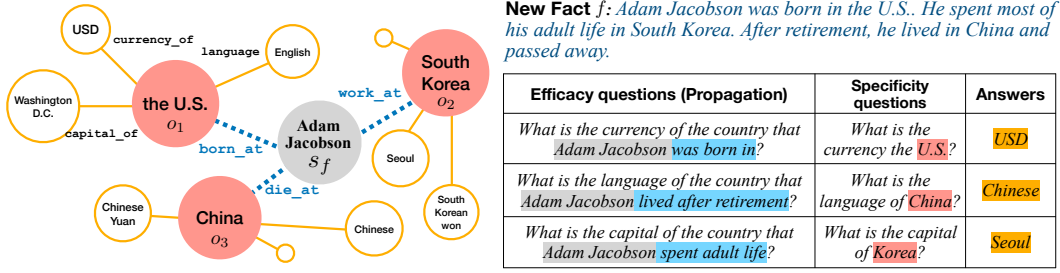 USD
currency_of
language
English
Washington
D.C.
the U.S.
o1
capital_of
born_at
Adam
Jacobson
sf
work_at
South
Korea
o2
Seoul
South
Korean
won
die_at
Chinese
Yuan
China
o3
Chinese
New Fact f: Adam Jacobson was born in the U.S.. He spent most of
his adult life in South Korea. After retirement, he lived in China and
passed away.
Efficacy questions (Propagation)
Specificity
questions
Answers
What is the currency of the country that
Adam Jacobson was born in?
What is the
currency the U.S.?
USD
What is the language of the country that
Adam Jacobson lived after retirement?
What is the
language of China?
Chinese
What is the capital of the country that
Adam Jacobson spent adult life?
What is the capital
of Korea?
Seoul